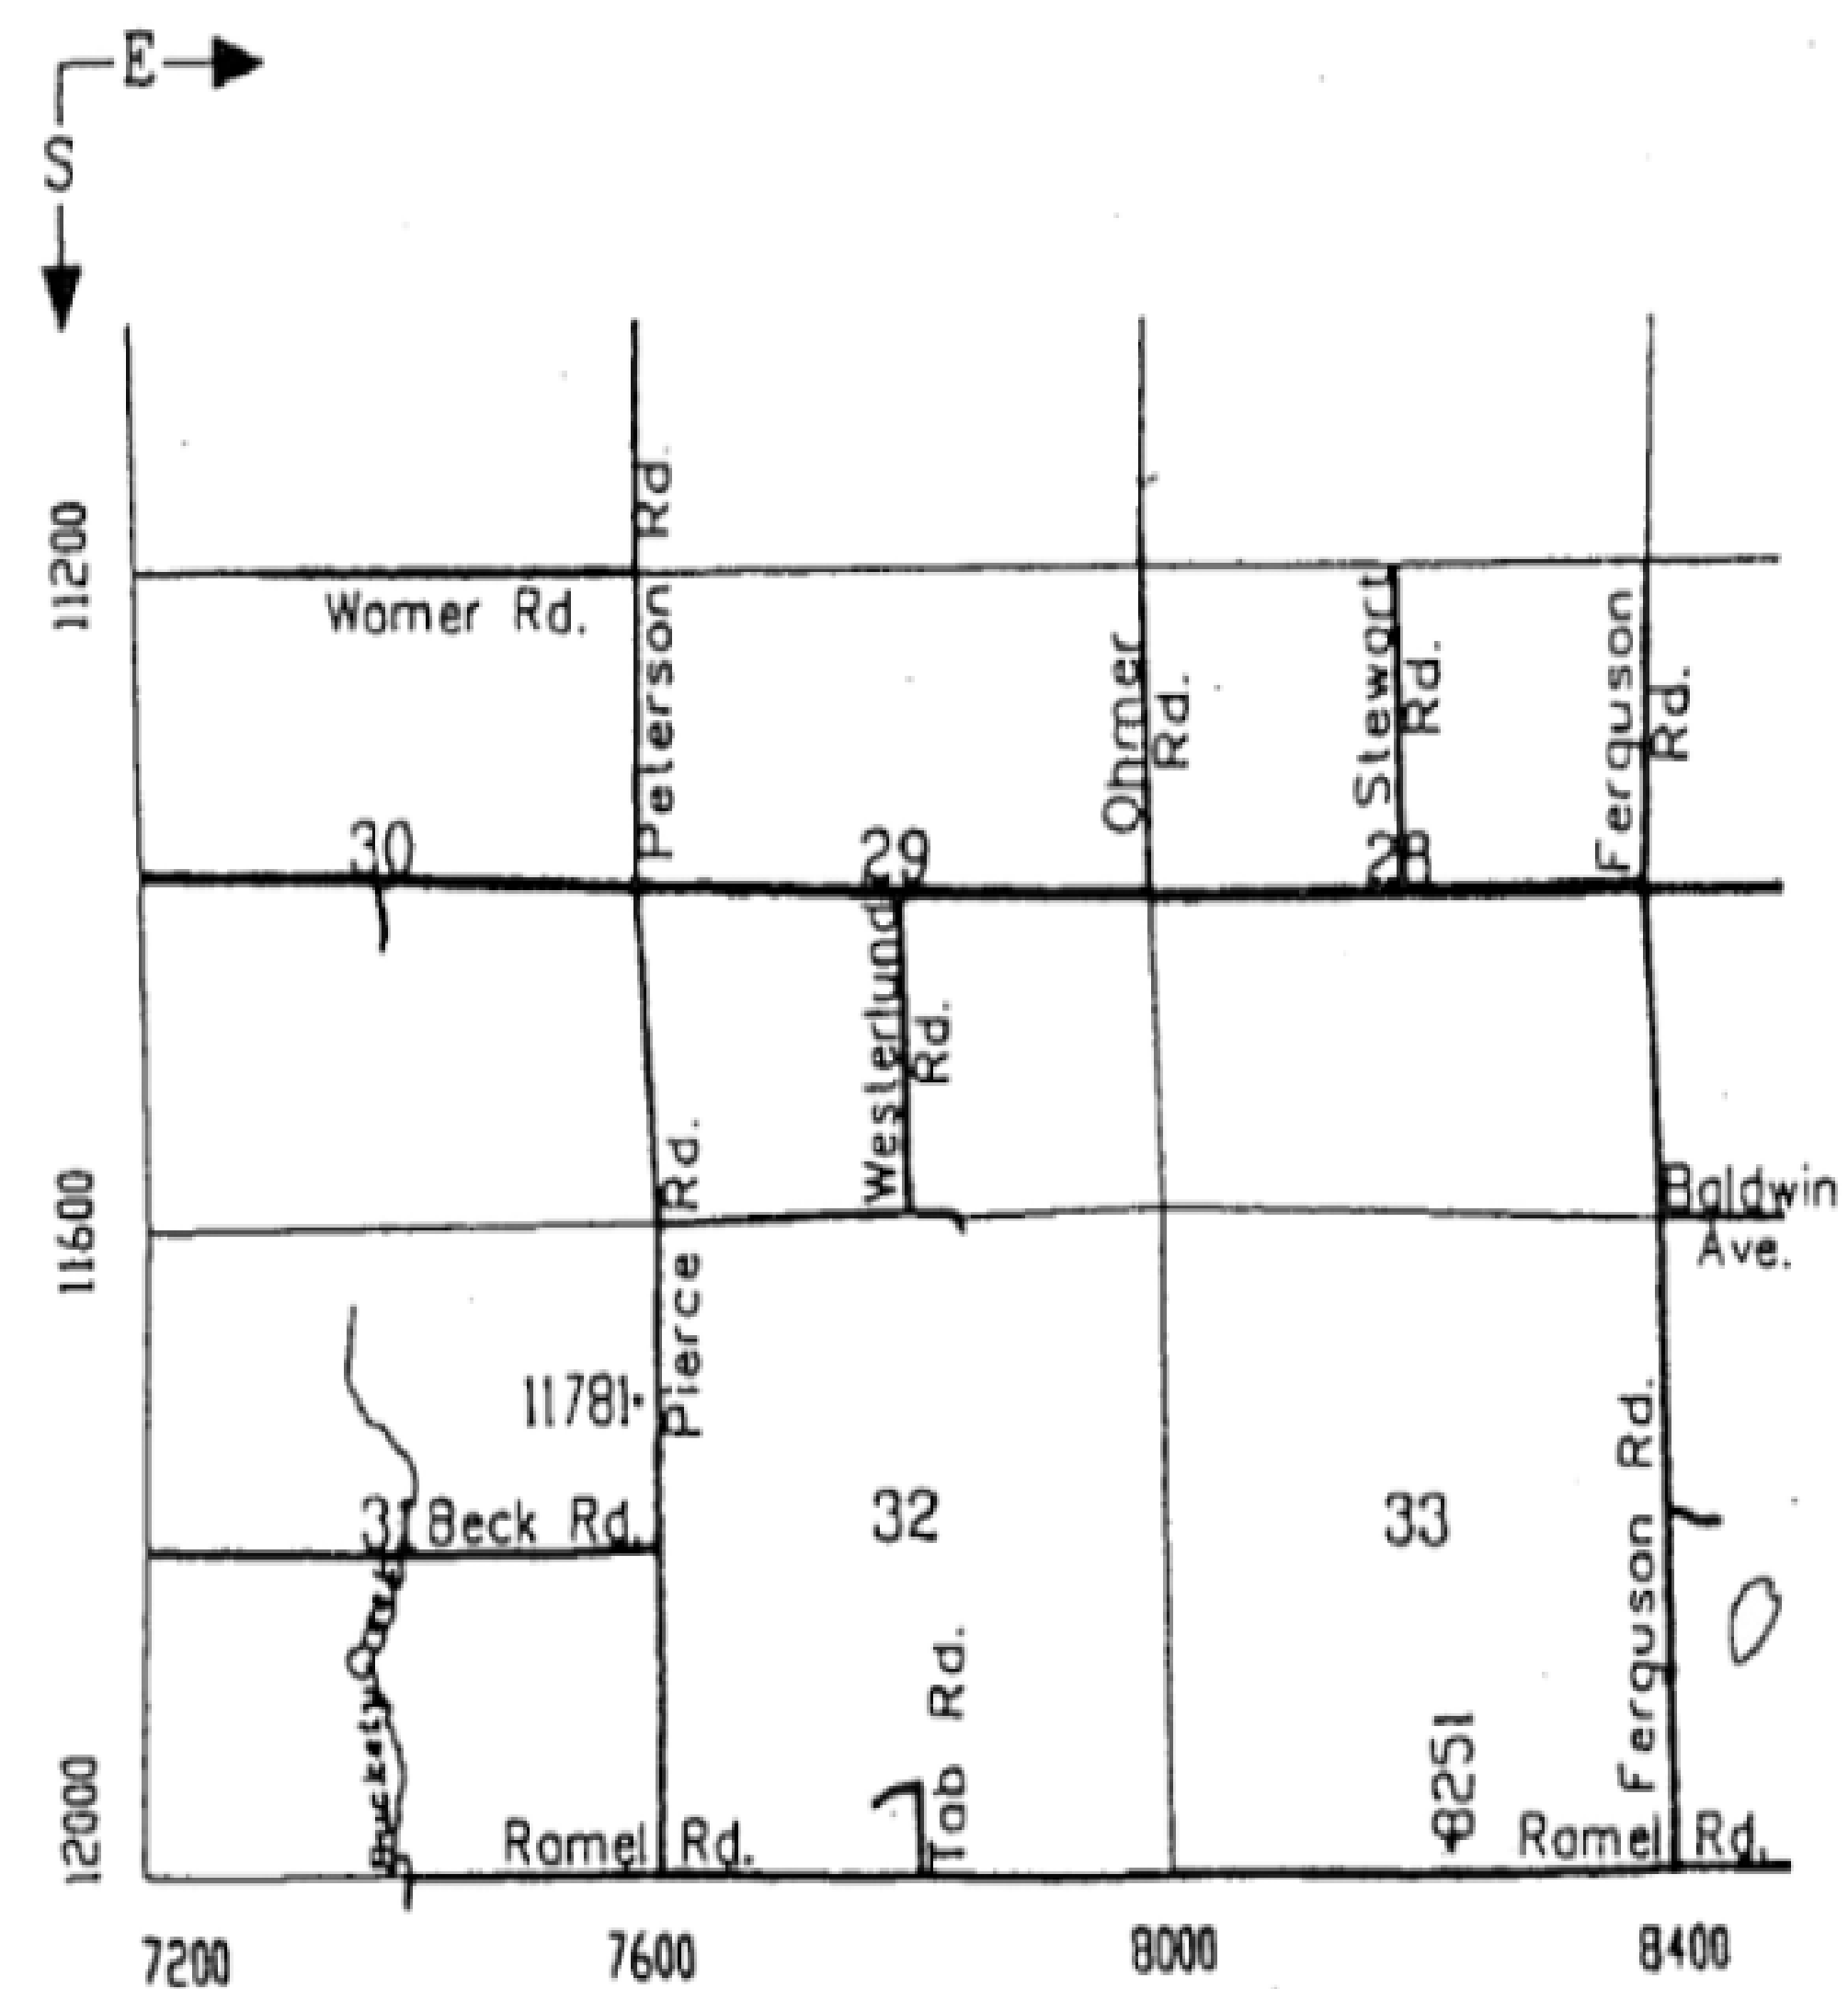 E
S
11200
Peterson Rd.
Womer Rd.
Ohmer Rd.
Stewart Rd.
Ferguson Rd.
30
29
28
Westerlund Rd.
11600
Pierce Rd.
Baldwin Ave.
11781
31
Beck Rd.
32
33
Ferguson Rd.
Tab Rd.
8251
12000
Ramel Rd.
Ramel Rd.
7200
7600
8000
8400